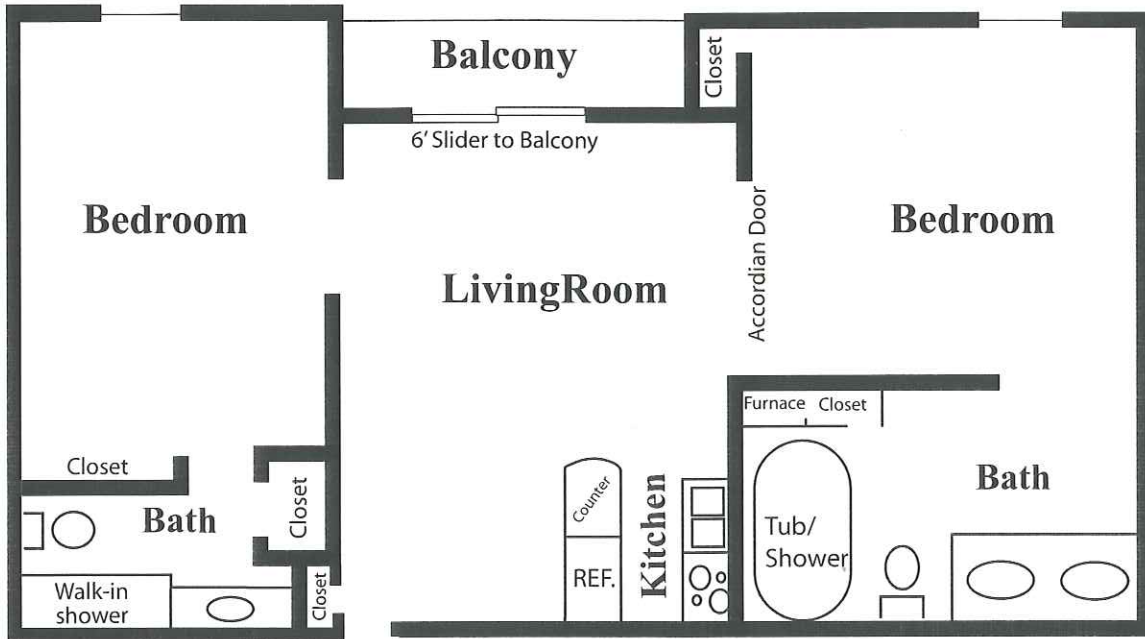 Balcony
Closet
6' Slider to Balcony
Bedroom
Bedroom
Accordian Door
LivingRoom
Furnace Closet
Closet
Bath
Closet
Counter
Kitchen
Bath
Tub/
Shower
REF.
Walk-in
shower
Closet